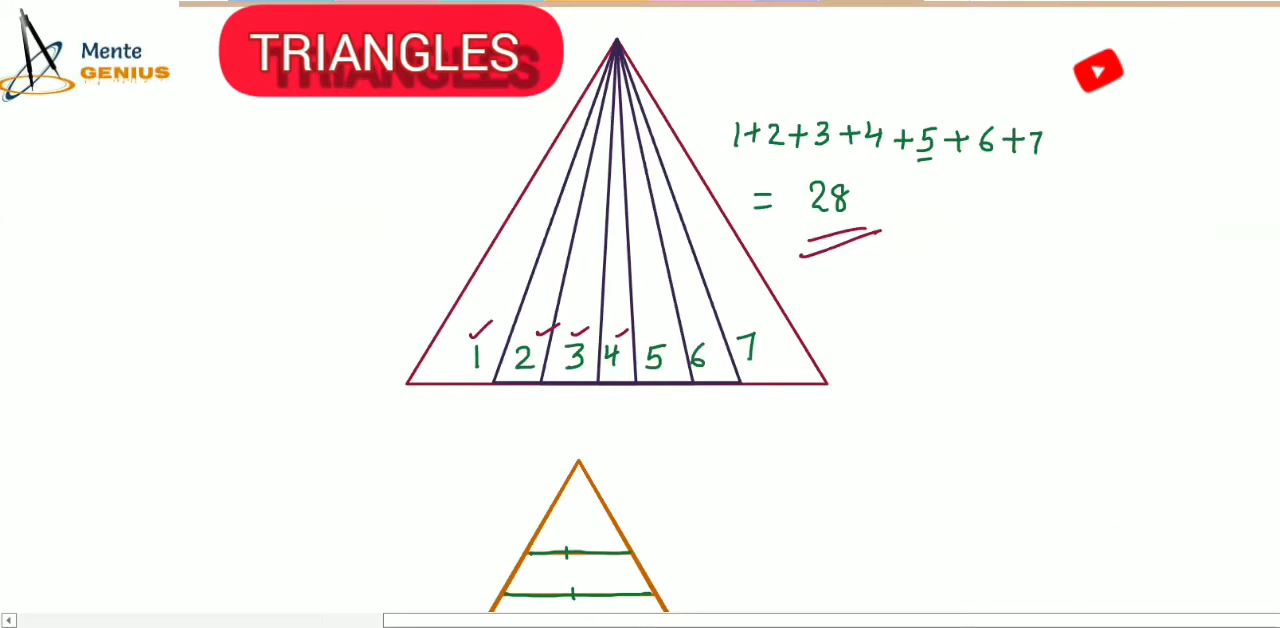 Mente
GENIUS
TRIANGLES
1+2+3+4+5+6+7
= 28
1 2 3 4 5 6 7